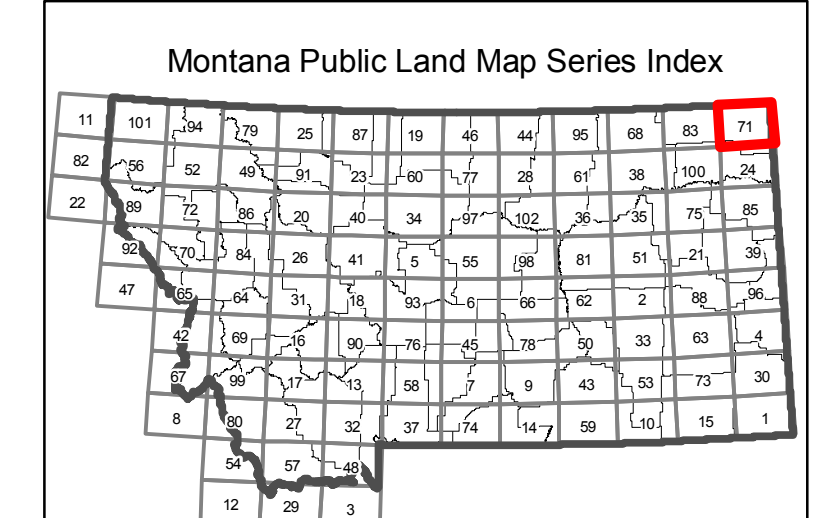 Montana Public Land Map Series Index
11 101 94 79 25 87 19 46 44 95 68 83 71
82 56 52 49 91 23 60 77 28 61 38 100 24
22 89 72 86 20 40 34 97 102 36 35 75 85
92 70 84 26 41 5 55 98 81 51 21 39
47 65 64 31 18 93 6 66 62 2 88 96
42 69 16 90 76 45 78 50 33 63 4
67 99 17 13 58 7 9 43 53 73 30
8 80 27 32 37 74 14 59 10 15 1
54 57 48
12 29 3